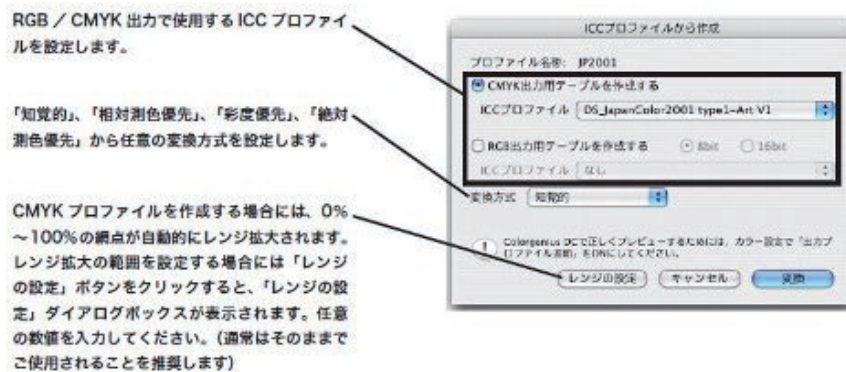 RGB / CMYK 出力で使用する ICC プロファイ
ルを設定します。
「知覚的」、「相対測色優先」、「彩度優先」、「絶対
測色優先」から任意の変換方式を設定します。
CMYK プロファイルを作成する場合には、0%
～100%の網点が自動的にレンジ拡大されます。
レンジ拡大の範囲を設定する場合には「レンジ
の設定」ボタンをクリックすると、「レンジの設
定」ダイアログボックスが表示されます。任意
の数値を入力してください。(通常はそのままで
ご使用されることを推奨します)
ICCプロファイルから作成
プロファイル名称: JP2001
CMYK出力用テーブルを作成する
ICCプロファイル DS_JapanColor2001 type1-Art V1
RGB出力用テーブルを作成する 8bit 16bit
ICCプロファイル なし
変換方式 知覚的
Colorgenius DCで正しくプレビューするためには、カラー設定で「出力プ
ロファイル連動」をONにしてください。
レンジの設定 キャンセル 変換